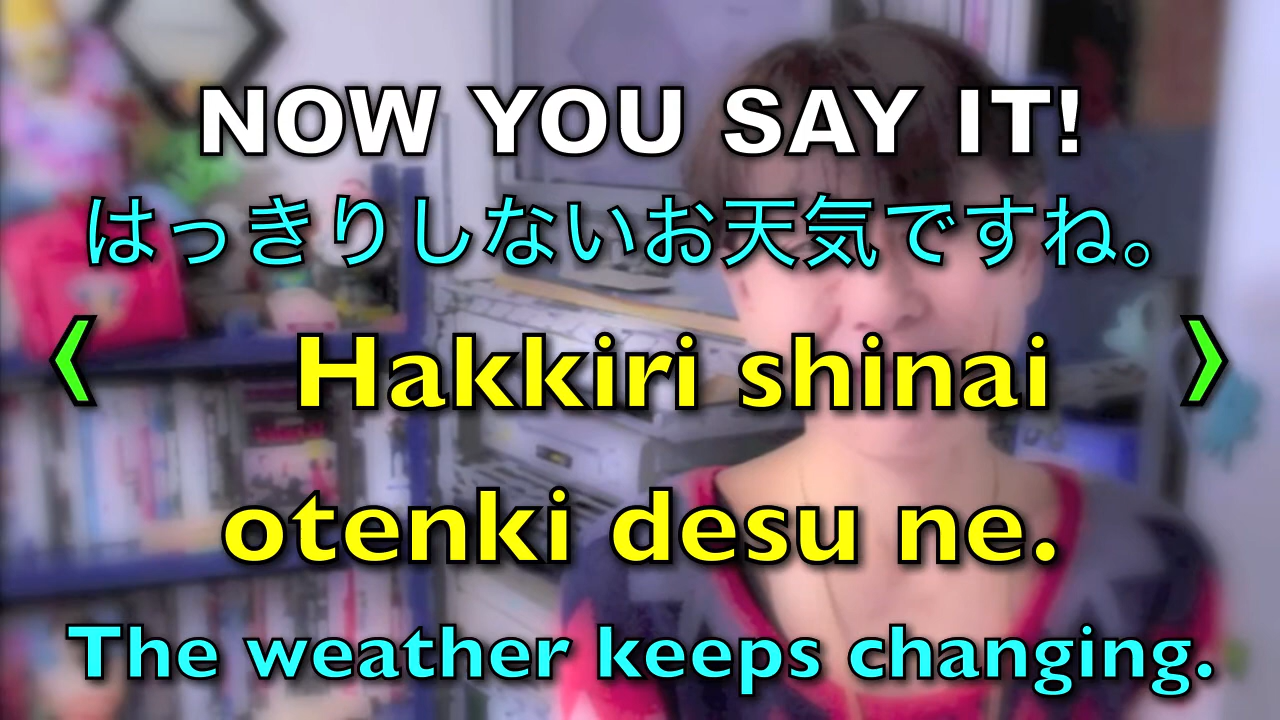 NOW YOU SAY IT!
はっきりしないお天気ですね。
《 Hakkiri shinai 》
otenki desu ne.
The weather keeps changing.